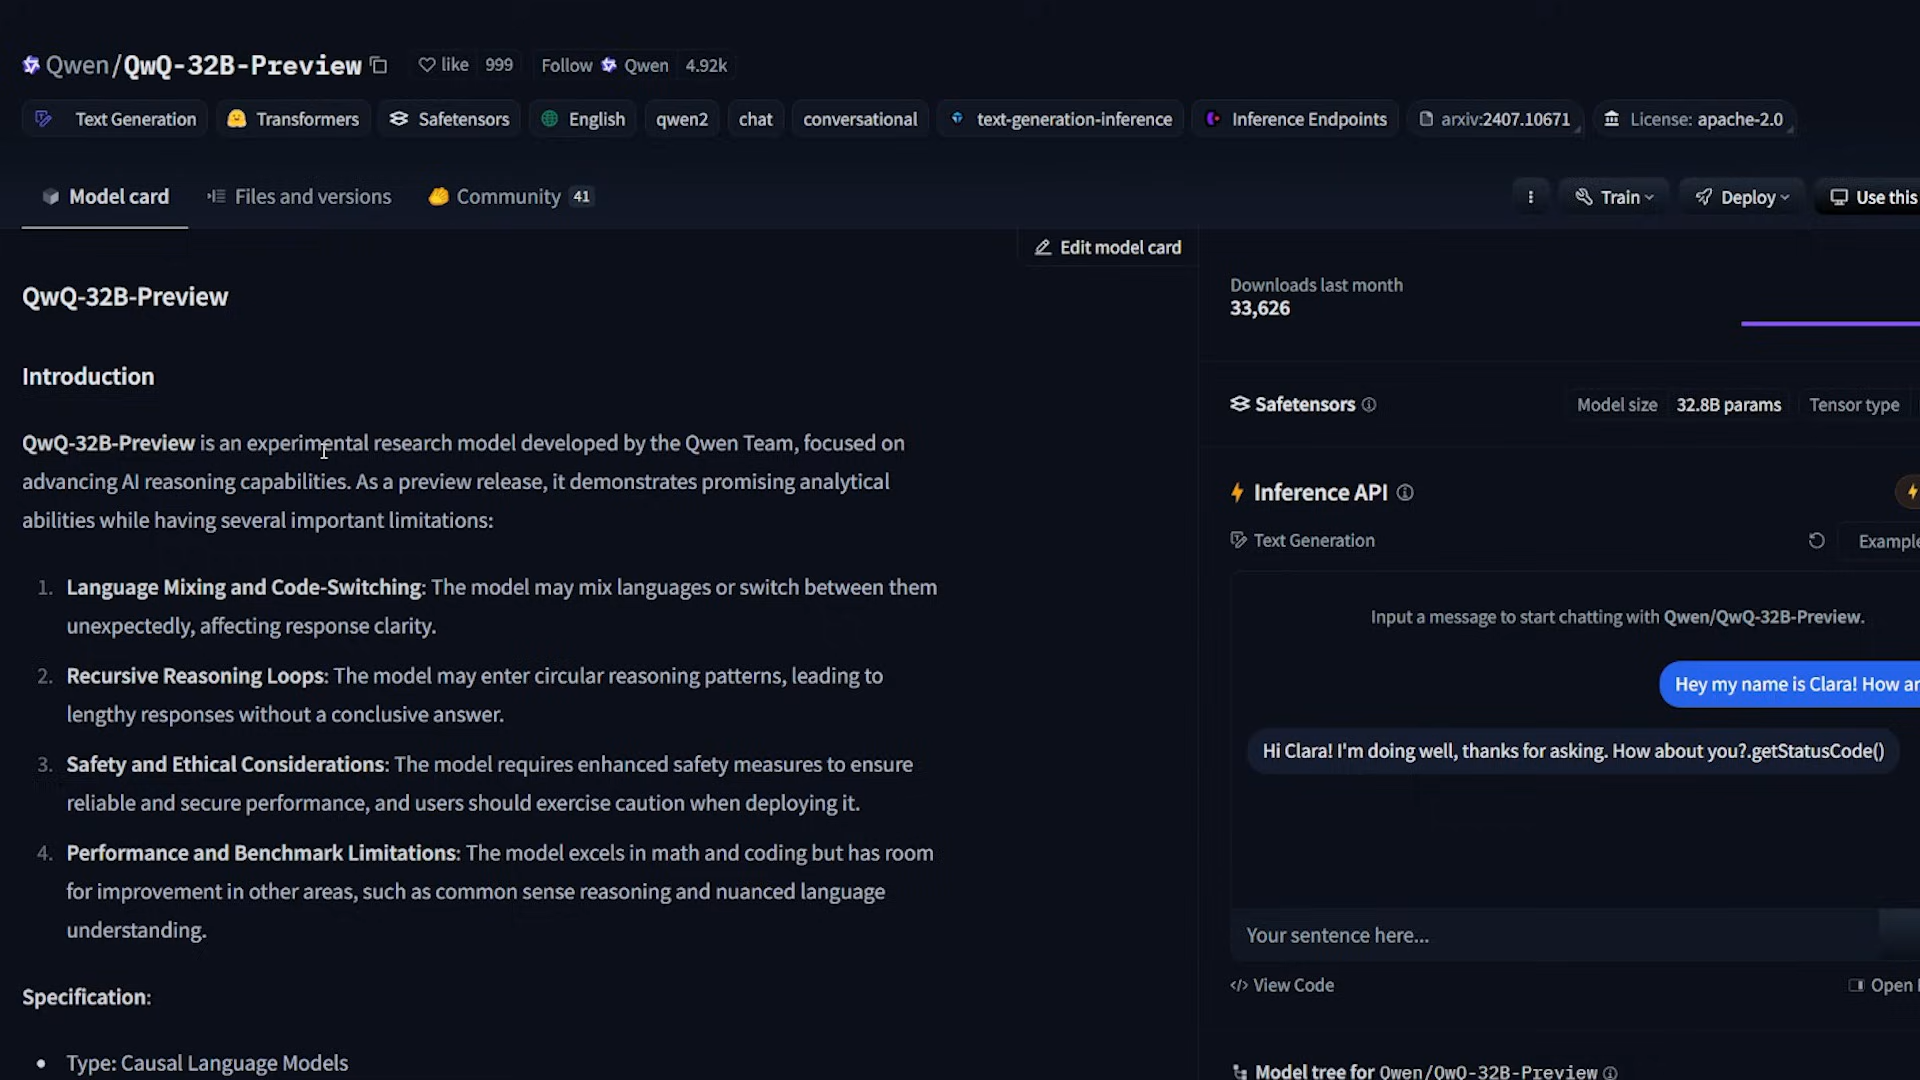 Qwen/QwQ-32B-Preview like 999 Follow Qwen 4.92k
Text Generation Transformers Safetensors English qwen2 chat conversational text-generation-inference Inference Endpoints arxiv:2407.10671 License: apache-2.0
Model card Files and versions Community 41 Train Deploy Use this
Edit model card
QwQ-32B-Preview
Introduction
QwQ-32B-Preview is an experimental research model developed by the Qwen Team, focused on
advancing AI reasoning capabilities. As a preview release, it demonstrates promising analytical
abilities while having several important limitations:
1. Language Mixing and Code-Switching: The model may mix languages or switch between them
unexpectedly, affecting response clarity.
2. Recursive Reasoning Loops: The model may enter circular reasoning patterns, leading to
lengthy responses without a conclusive answer.
3. Safety and Ethical Considerations: The model requires enhanced safety measures to ensure
reliable and secure performance, and users should exercise caution when deploying it.
4. Performance and Benchmark Limitations: The model excels in math and coding but has room
for improvement in other areas, such as common sense reasoning and nuanced language
understanding.
Specification:
• Type: Causal Language Models
Downloads last month
33,626
Safetensors Model size 32.8B params Tensor type
Inference API
Text Generation Example
Input a message to start chatting with Qwen/QwQ-32B-Preview.
Hey my name is Clara! How ar
Hi Clara! I'm doing well, thanks for asking. How about you?.getStatusCode()
Your sentence here...
</> View Code Open
Model tree for Qwen/QwQ-32B-Preview